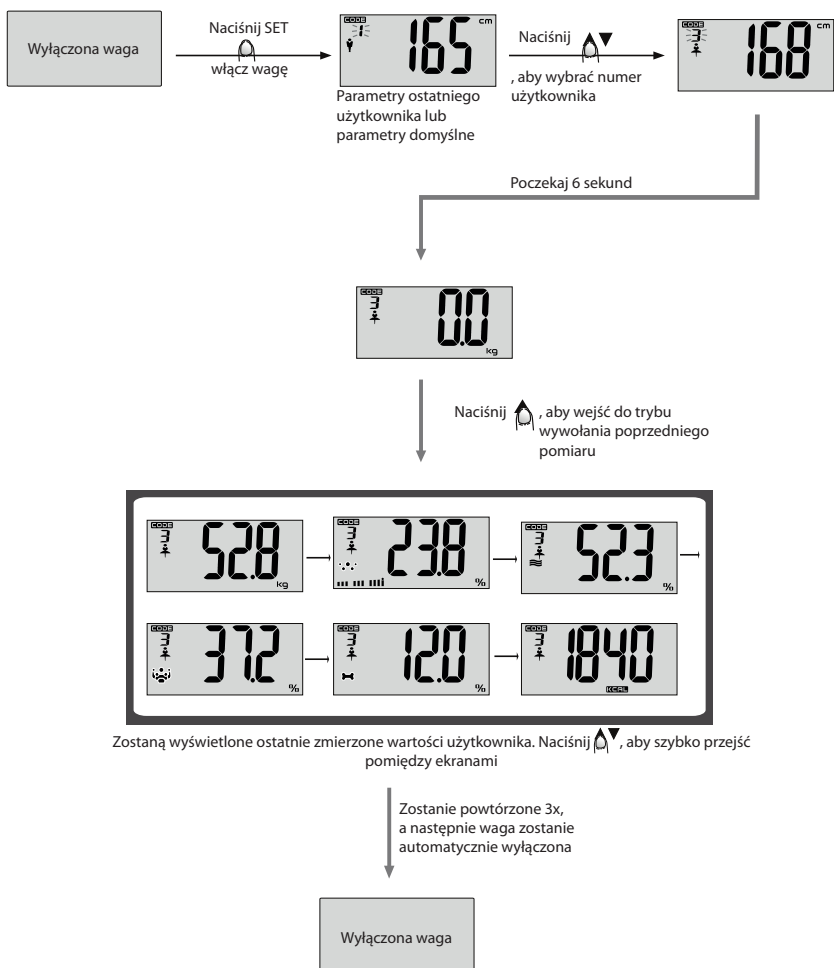 Wyłączona waga
Naciśnij SET
włącz wagę
CODE
1
165 cm
Parametry ostatniego
użytkownika lub
parametry domyślne
Naciśnij
, aby wybrać numer
użytkownika
CODE
3
168 cm
Poczekaj 6 sekund
CODE
3
0.0
kg
Naciśnij , aby wejść do trybu
wywołania poprzedniego
pomiaru
CODE
3
52.8
kg
CODE
3
23.8
%
CODE
3
52.3
%
CODE
3
37.2
%
CODE
3
12.0
%
CODE
3
1840
KCAL
Zostaną wyświetlone ostatnie zmierzone wartości użytkownika. Naciśnij , aby szybko przejść
pomiędzy ekranami
Zostanie powtórzone 3x,
a następnie waga zostanie
automatycznie wyłączona
Wyłączona waga